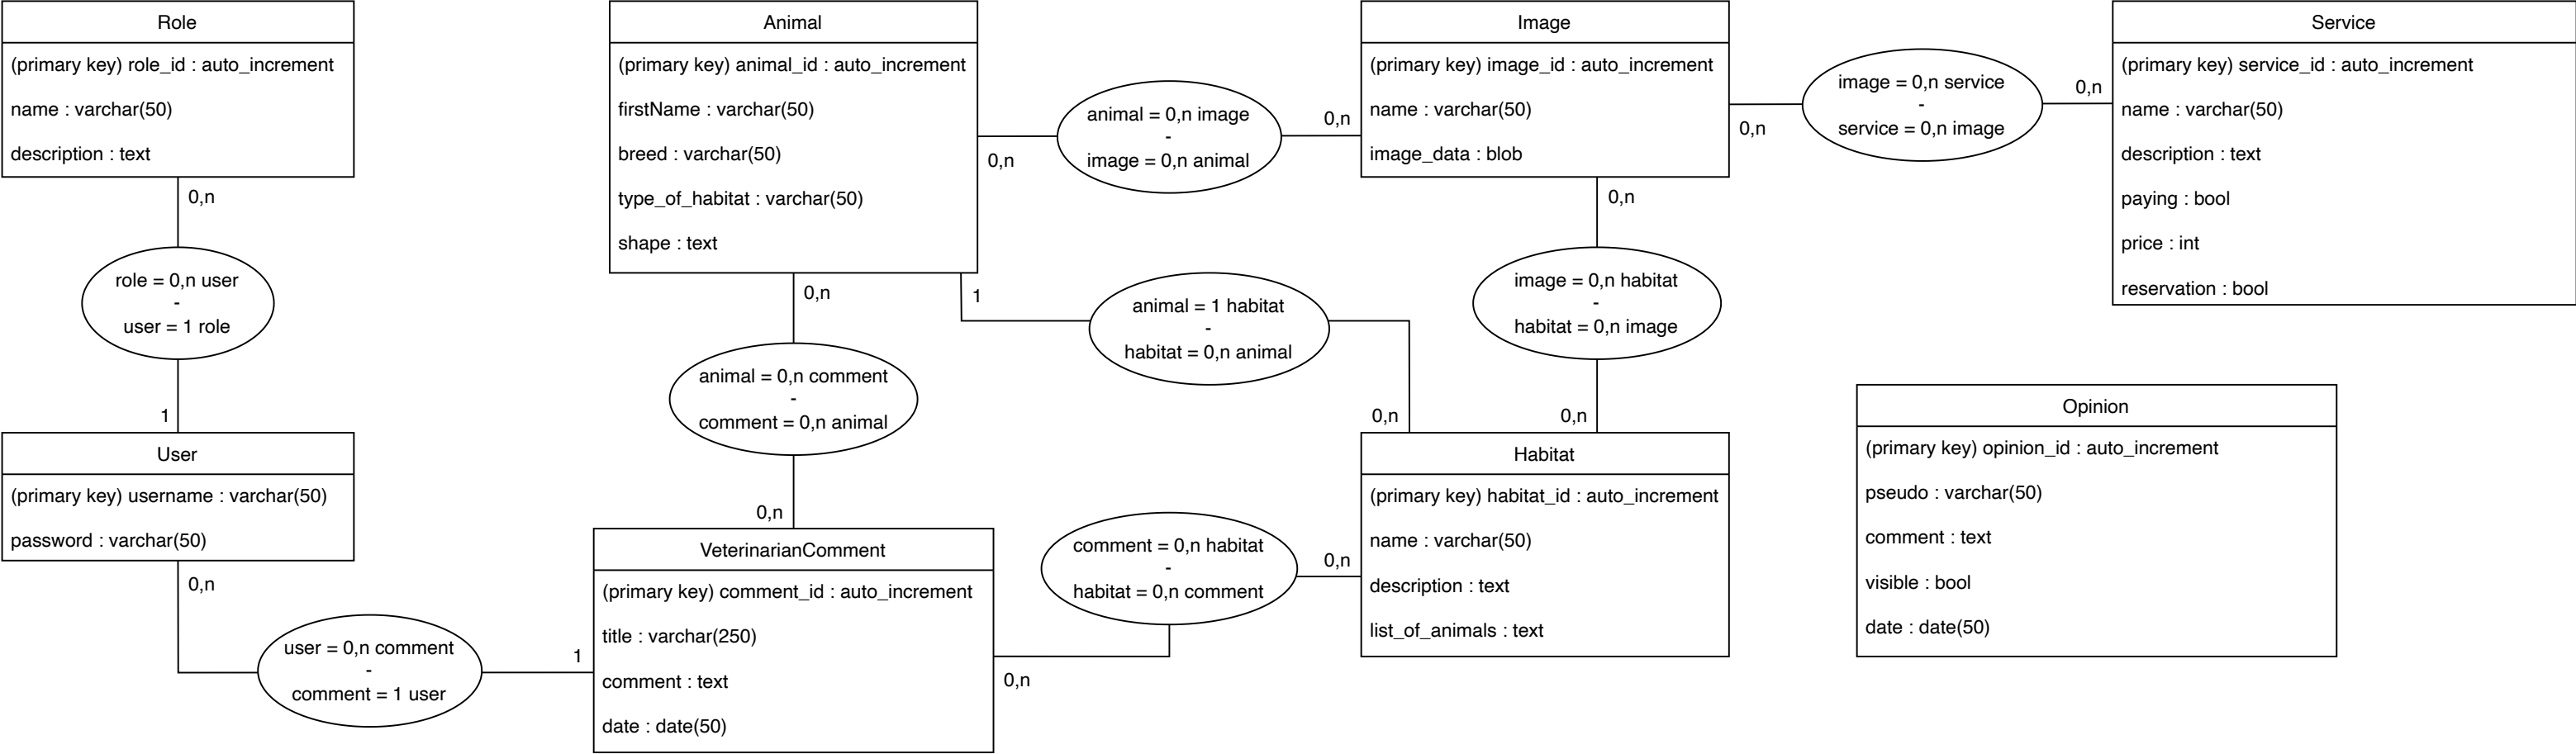 Role
(primary key) role_id : auto_increment
name : varchar(50)
description : text
0,n
role = 0,n user
-
user = 1 role
1
User
(primary key) username : varchar(50)
password : varchar(50)
0,n
user = 0,n comment
-
comment = 1 user
1
Animal
(primary key) animal_id : auto_increment
firstName : varchar(50)
breed : varchar(50)
type_of_habitat : varchar(50)
shape : text
0,n
animal = 0,n comment
-
comment = 0,n animal
0,n
VeterinarianComment
(primary key) comment_id : auto_increment
title : varchar(250)
comment : text
date : date(50)
0,n
animal = 0,n image
-
image = 0,n animal
0,n
1
animal = 1 habitat
-
habitat = 0,n animal
0,n
0,n
comment = 0,n habitat
-
habitat = 0,n comment
0,n
Image
(primary key) image_id : auto_increment
name : varchar(50)
image_data : blob
0,n
image = 0,n habitat
-
habitat = 0,n image
0,n
Habitat
(primary key) habitat_id : auto_increment
name : varchar(50)
description : text
list_of_animals : text
0,n
image = 0,n service
-
service = 0,n image
0,n
Service
(primary key) service_id : auto_increment
name : varchar(50)
description : text
paying : bool
price : int
reservation : bool
Opinion
(primary key) opinion_id : auto_increment
pseudo : varchar(50)
comment : text
visible : bool
date : date(50)